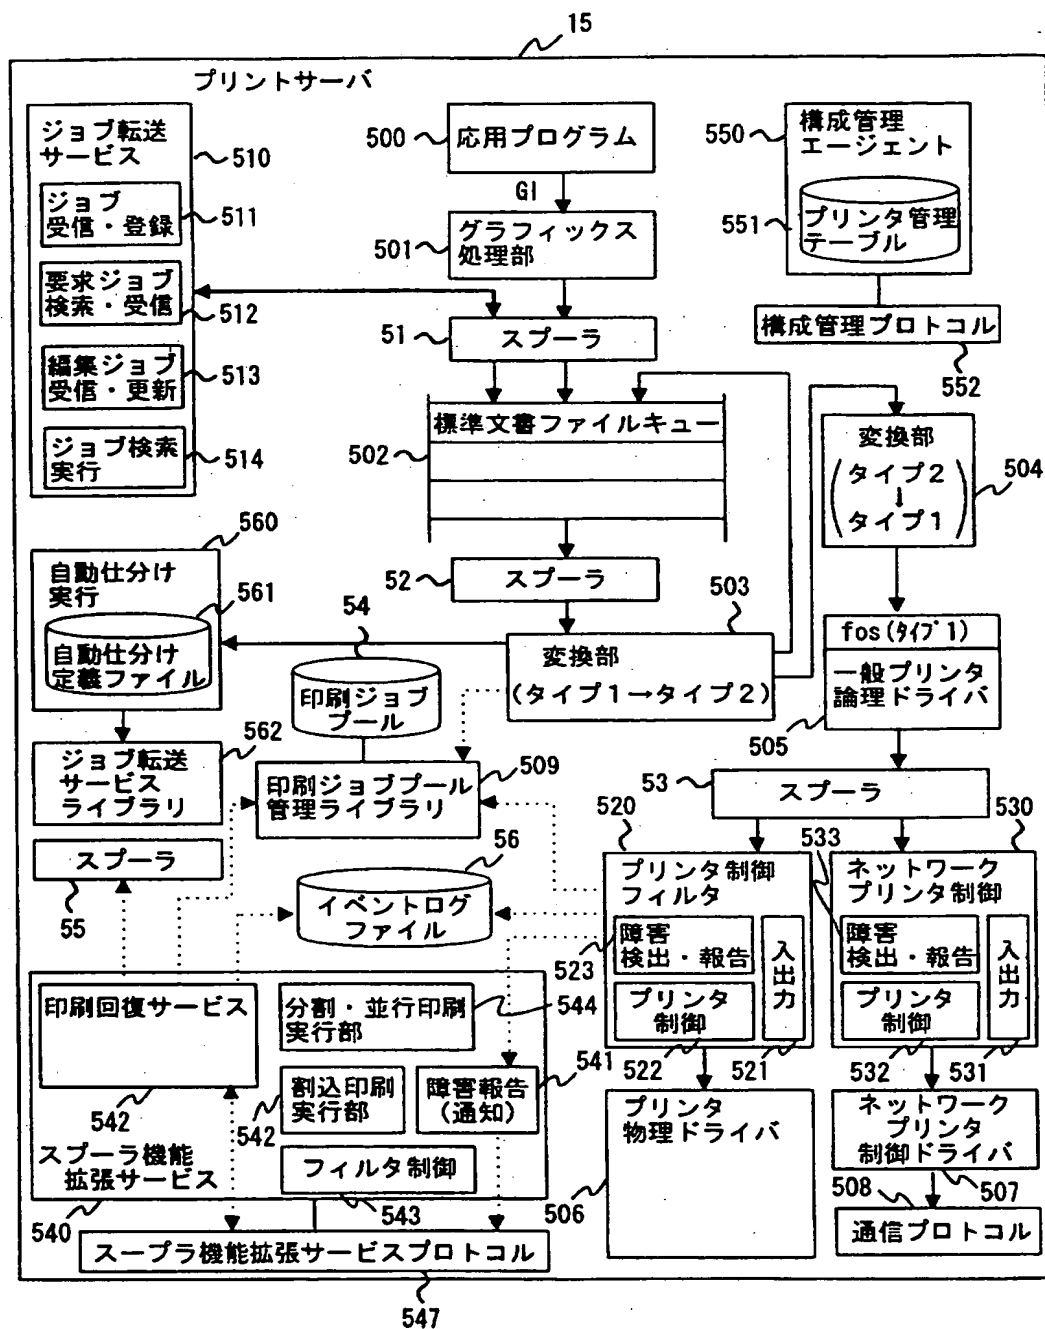 15
プリントサーバ
ジョブ転送
サービス
510
ジョブ
受信・登録
511
要求ジョブ
検索・受信
512
編集ジョブ
受信・更新
513
ジョブ検索
実行
514
500
応用プログラム
GI
501
グラフィックス
処理部
51
スプーラ
標準文書ファイルキュー
502
52
スプーラ
503
変換部
(タイプ1→タイプ2)
550
構成管理
エージェント
551
プリンタ管理
テーブル
構成管理プロトコル
552
変換部
(タイプ2
↓
タイプ1)
504
fos(タイプ1)
一般プリンタ
論理ドライバ
505
560
自動仕分け
実行
561
自動仕分け
定義ファイル
562
ジョブ転送
サービス
ライブラリ
スプーラ
55
54
印刷ジョブ
プール
509
印刷ジョブプール
管理ライブラリ
56
イベントログ
ファイル
53
スプーラ
520
プリンタ制御
フィルタ
523
障害
検出・報告
プリンタ
制御
入出力
522
521
533
530
ネットワーク
プリンタ制御
障害
検出・報告
プリンタ
制御
入出力
532
531
印刷回復サービス
542
分割・並行印刷
実行部
544
割込印刷
実行部
542
障害報告
(通知)
541
フィルタ制御
543
スプーラ機能
拡張サービス
540
スープラ機能拡張サービスプロトコル
547
プリンタ
物理ドライバ
506
ネットワーク
プリンタ
制御ドライバ
507
508
通信プロトコル